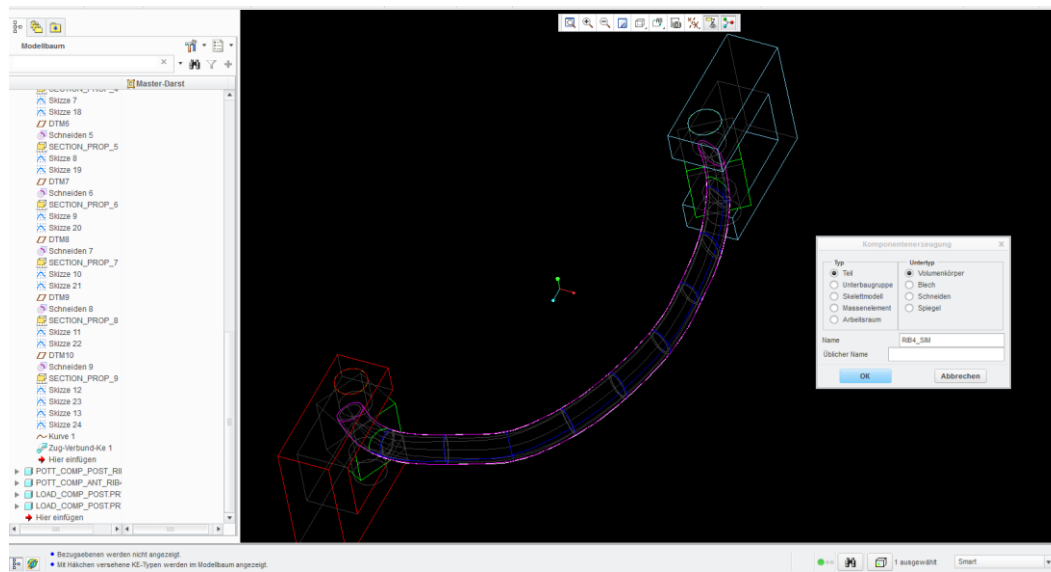 Modellbaum
Master-Darst
SECTION_PROP_4
Skizze 7
Skizze 18
DTM6
Schneiden 5
SECTION_PROP_5
Skizze 8
Skizze 19
DTM7
Schneiden 6
SECTION_PROP_6
Skizze 9
Skizze 20
DTM8
Schneiden 7
SECTION_PROP_7
Skizze 10
Skizze 21
DTM9
Schneiden 8
SECTION_PROP_8
Skizze 11
Skizze 22
DTM10
Schneiden 9
SECTION_PROP_9
Skizze 12
Skizze 23
Skizze 13
Skizze 24
Kurve 1
Zug-Verbund-Ke 1
Hier einfügen
POTT_COMP_POST_RI
POTT_COMP_ANT_RIB
LOAD_COMP_POST.PR
LOAD_COMP_POST.PR
Hier einfügen
Komponentenerzeugung X
Typ Untertyp
Teil Volumenkörper
Unterbaugruppe Blech
Skelettmodell Schneiden
Massenelement Spiegel
Arbeitsraum
Name RIB4_SIM
Üblicher Name
OK Abbrechen
Bezugsebenen werden nicht angezeigt.
Mit Häkchen versehene KE-Typen werden im Modellbaum angezeigt.
1 ausgewählt Smart